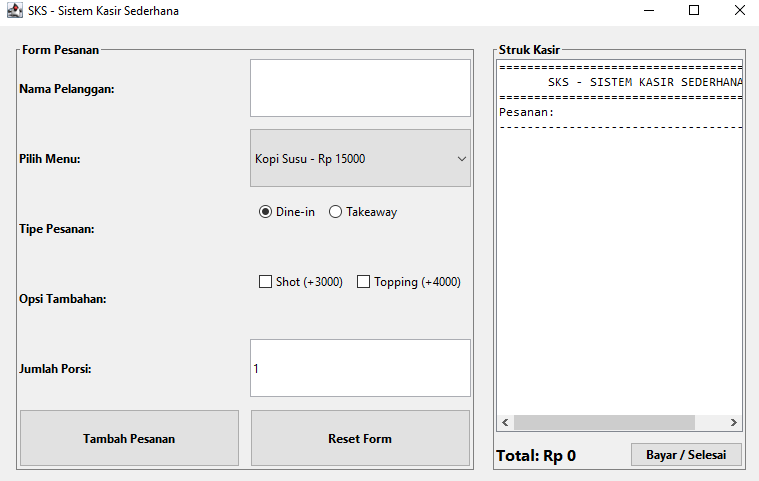 SKS - Sistem Kasir Sederhana
Form Pesanan
Nama Pelanggan:
Pilih Menu:
Kopi Susu - Rp 15000
Tipe Pesanan:
Dine-in
Takeaway
Opsi Tambahan:
Shot (+3000)
Topping (+4000)
Jumlah Porsi:
1
Tambah Pesanan
Reset Form
Struk Kasir
===================================
SKS - SISTEM KASIR SEDERHANA
===================================
Pesanan:
-----------------------------------
Total: Rp 0
Bayar / Selesai